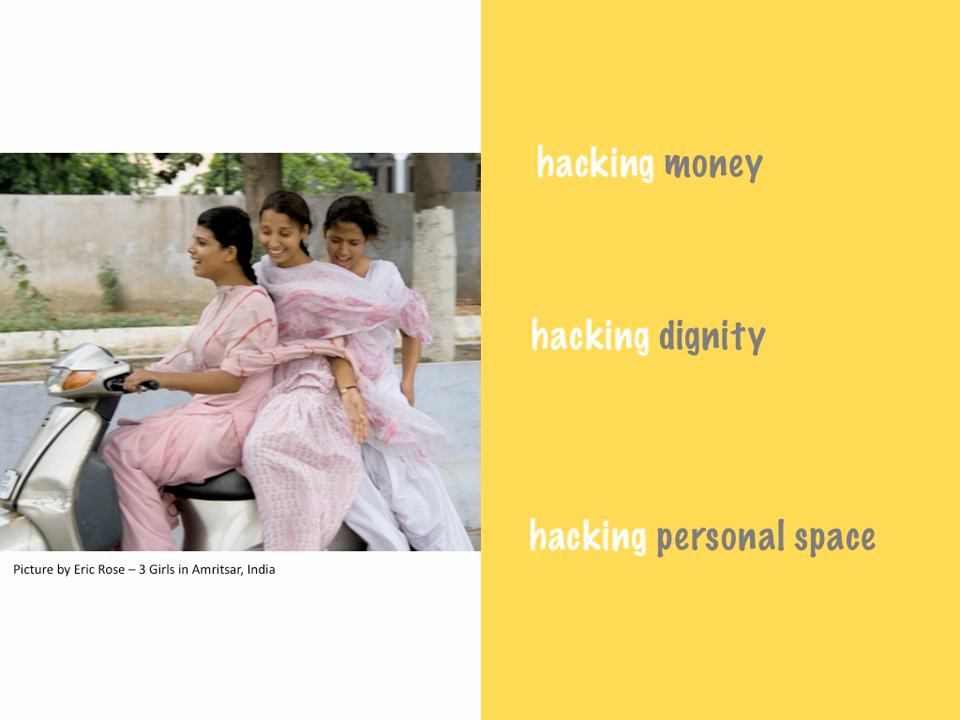 hacking money
hacking dignity
hacking personal space
Picture by Eric Rose – 3 Girls in Amritsar, India